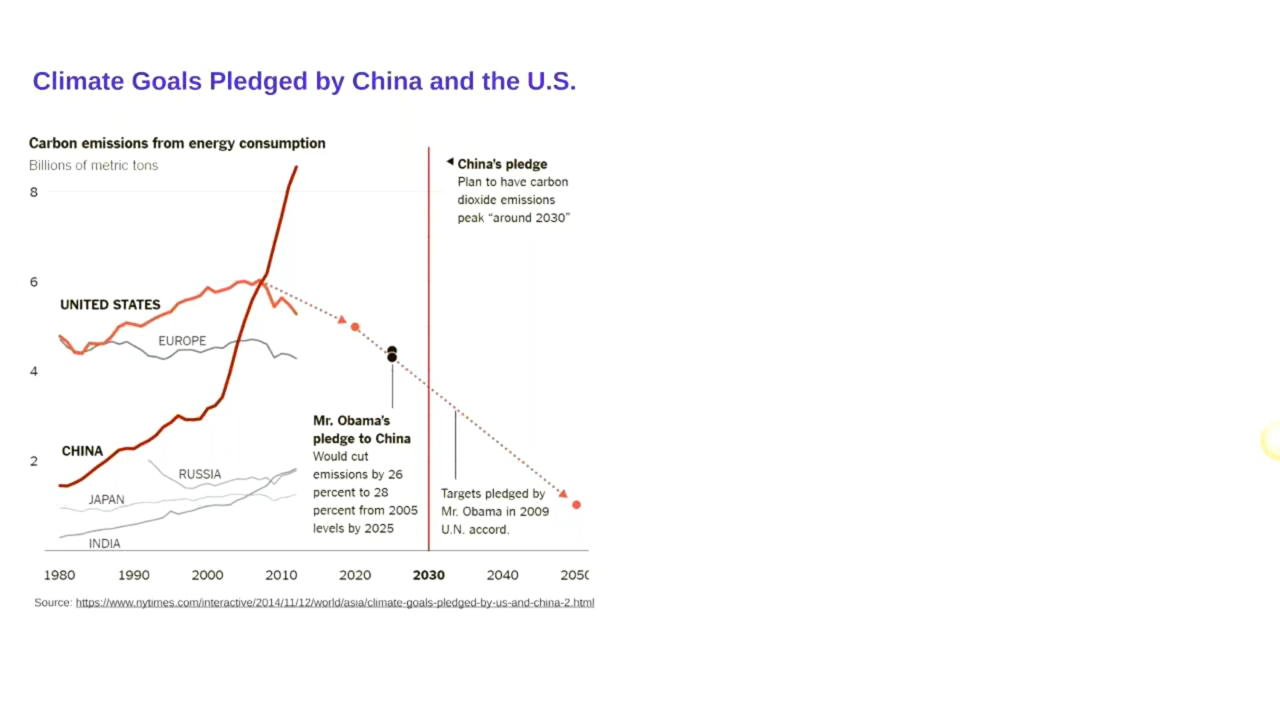 Climate Goals Pledged by China and the U.S.
Carbon emissions from energy consumption
Billions of metric tons
8
6
4
2
UNITED STATES
EUROPE
CHINA
RUSSIA
JAPAN
INDIA
China's pledge
Plan to have carbon
dioxide emissions
peak “around 2030”
Mr. Obama's
pledge to China
Would cut
emissions by 26
percent to 28
percent from 2005
levels by 2025
Targets pledged by
Mr. Obama in 2009
U.N. accord.
1980 1990 2000 2010 2020 2030 2040 2050
Source: https://www.nytimes.com/interactive/2014/11/12/world/asia/climate-goals-pledged-by-us-and-china-2.html